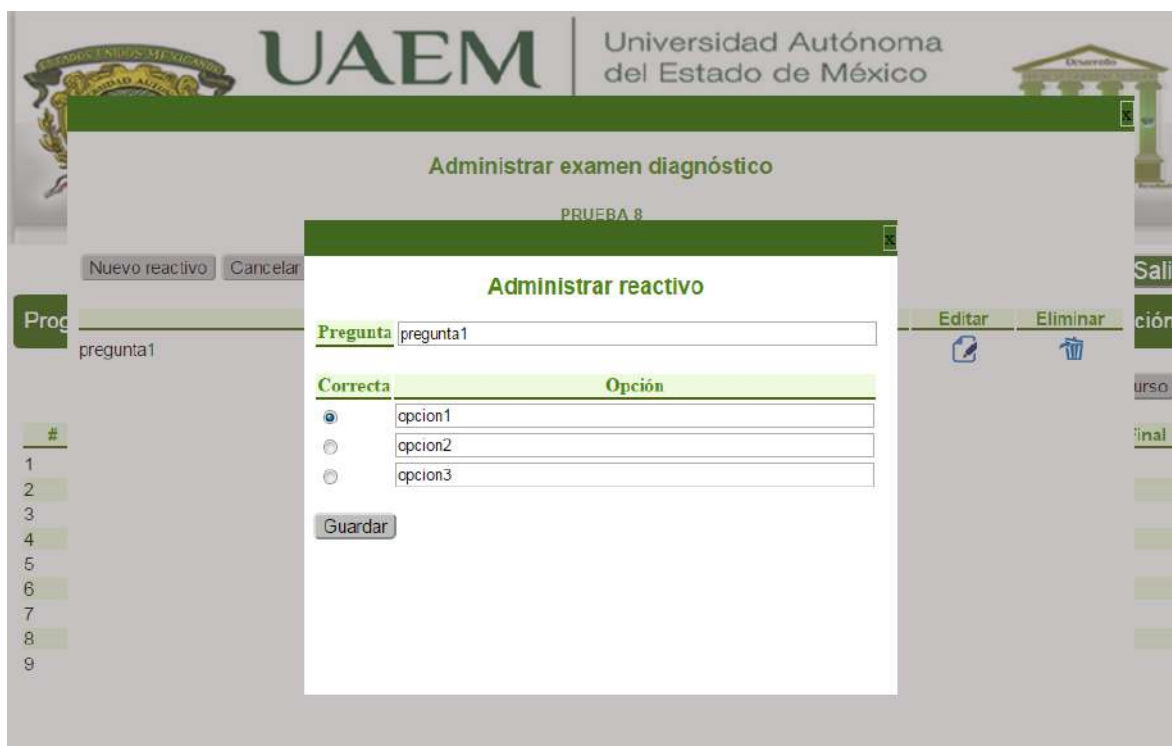 UAEM
Universidad Autónoma
del Estado de México
Desarrollo
x
Administrar examen diagnóstico
PRUEBA 8
x
Nuevo reactivo Cancelar
Administrar reactivo
Pregunta pregunta1
Editar Eliminar
pregunta1
Correcta Opción
opcion1
opcion2
opcion3
Guardar
#
1
2
3
4
5
6
7
8
9